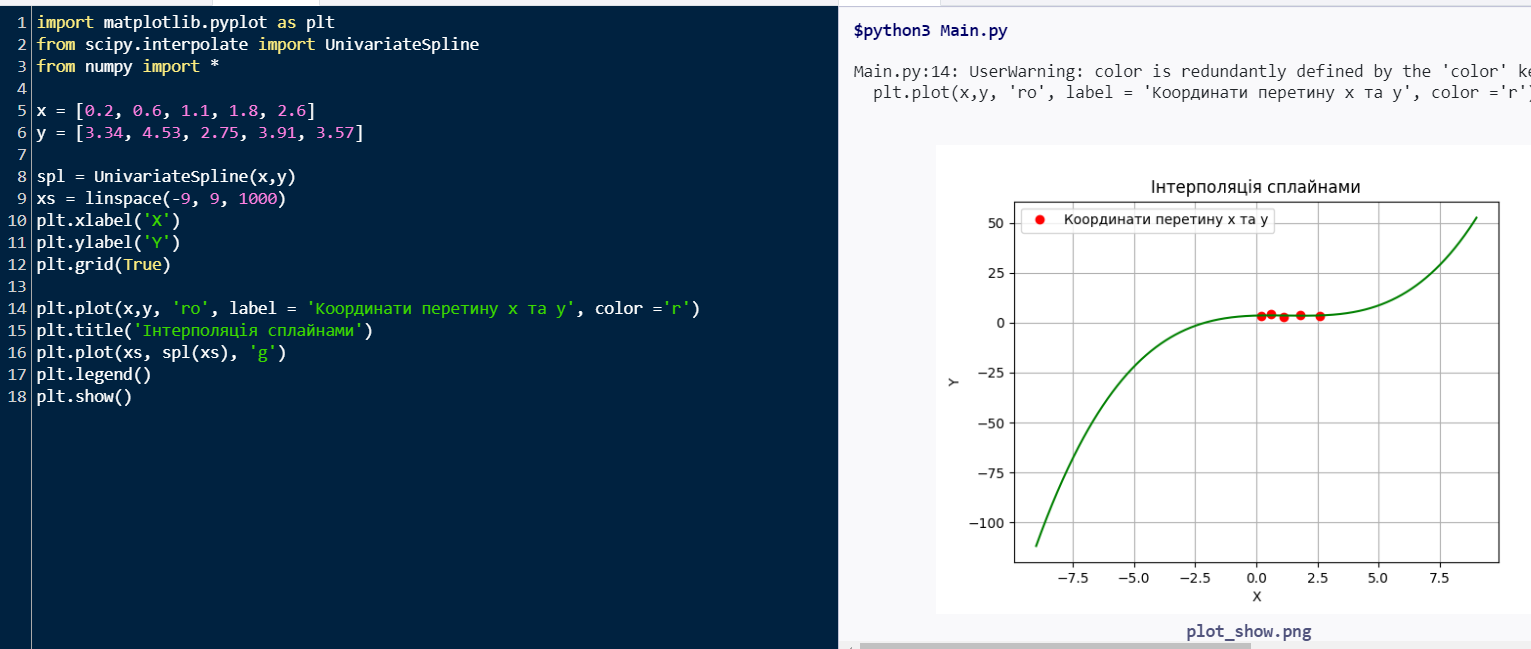 1 import matplotlib.pyplot as plt
2 from scipy.interpolate import UnivariateSpline
3 from numpy import *
4
5 x = [0.2, 0.6, 1.1, 1.8, 2.6]
6 y = [3.34, 4.53, 2.75, 3.91, 3.57]
7
8 spl = UnivariateSpline(x,y)
9 xs = linspace(-9, 9, 1000)
10 plt.xlabel('X')
11 plt.ylabel('Y')
12 plt.grid(True)
13
14 plt.plot(x,y, 'ro', label = 'Координати перетину x та y', color ='r')
15 plt.title('Інтерполяція сплайнами')
16 plt.plot(xs, spl(xs), 'g')
17 plt.legend()
18 plt.show()
$python3 Main.py
Main.py:14: UserWarning: color is redundantly defined by the 'color' ke
plt.plot(x,y, 'ro', label = 'Координати перетину x та y', color ='r')
Інтерполяція сплайнами
Координати перетину x та y
50
25
0
−25
−50
−75
−100
Y
−7.5 −5.0 −2.5 0.0 2.5 5.0 7.5
X
plot_show.png